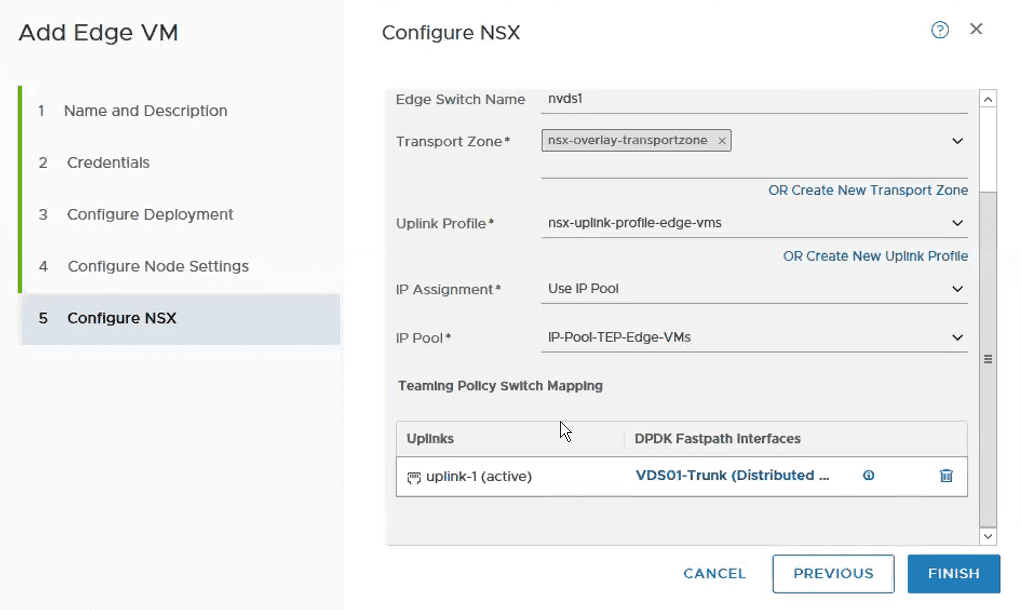 Add Edge VM
1 Name and Description
2 Credentials
3 Configure Deployment
4 Configure Node Settings
5 Configure NSX
Configure NSX
Edge Switch Name nvds1
Transport Zone* nsx-overlay-transportzone ×
OR Create New Transport Zone
Uplink Profile* nsx-uplink-profile-edge-vms
OR Create New Uplink Profile
IP Assignment* Use IP Pool
IP Pool* IP-Pool-TEP-Edge-VMs
Teaming Policy Switch Mapping
Uplinks DPDK Fastpath Interfaces
uplink-1 (active) VDS01-Trunk (Distributed ...
CANCEL PREVIOUS FINISH